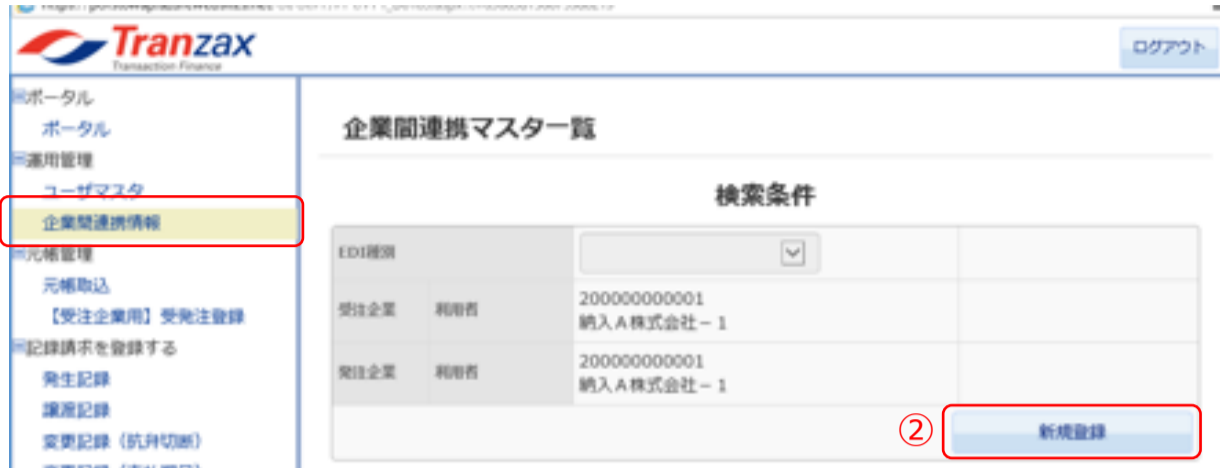 Tranzax
Transaction Finance
ログアウト
ポータル
ポータル
運用管理
ユーザマスタ
企業間連携情報
元帳管理
元帳取込
【受注企業用】受発注登録
記録請求を登録する
発生記録
譲渡記録
変更記録（抗弁切断）
企業間連携マスタ一覧
検索条件
EDI種別
受注企業 利用者 200000000001
納入A株式会社－1
発注企業 利用者 200000000001
納入A株式会社－1
② 新規登録